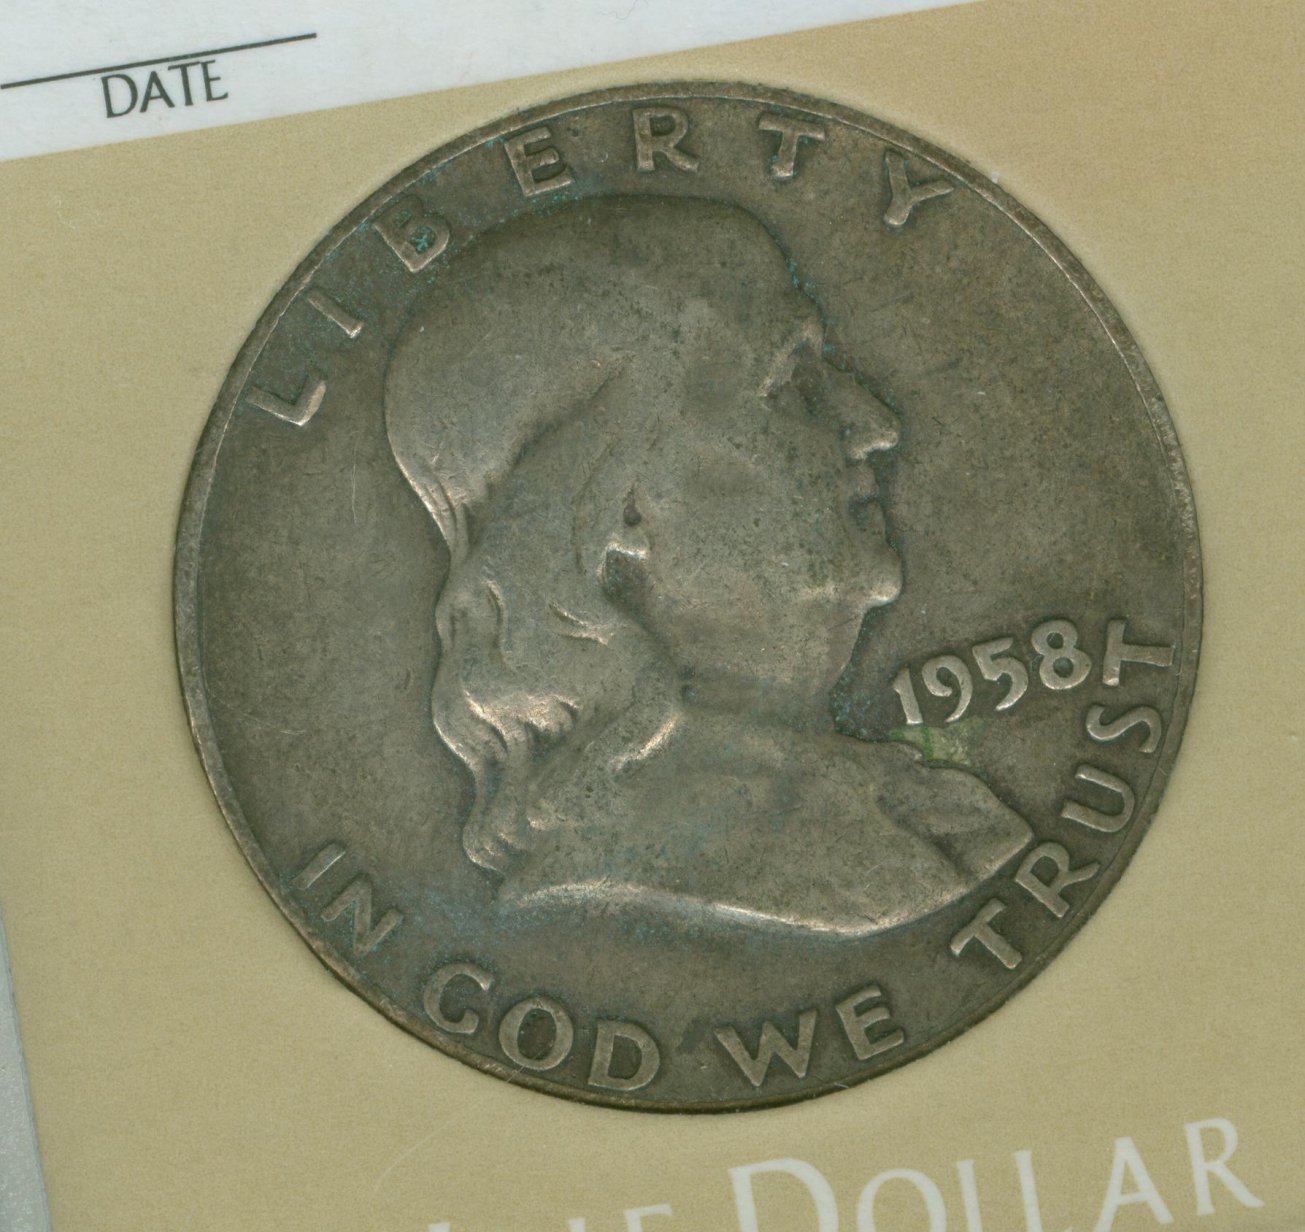 DATE
LIBERTY
1958
IN GOD WE TRUST
DOLLAR